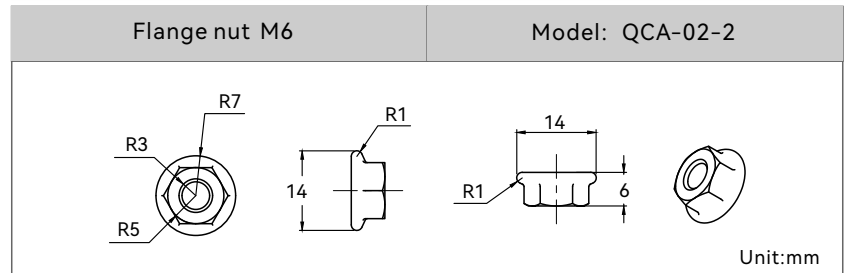 Flange nut M6
Model: QCA-02-2
R7
R3
R5
R1
14
14
R1
6
Unit:mm